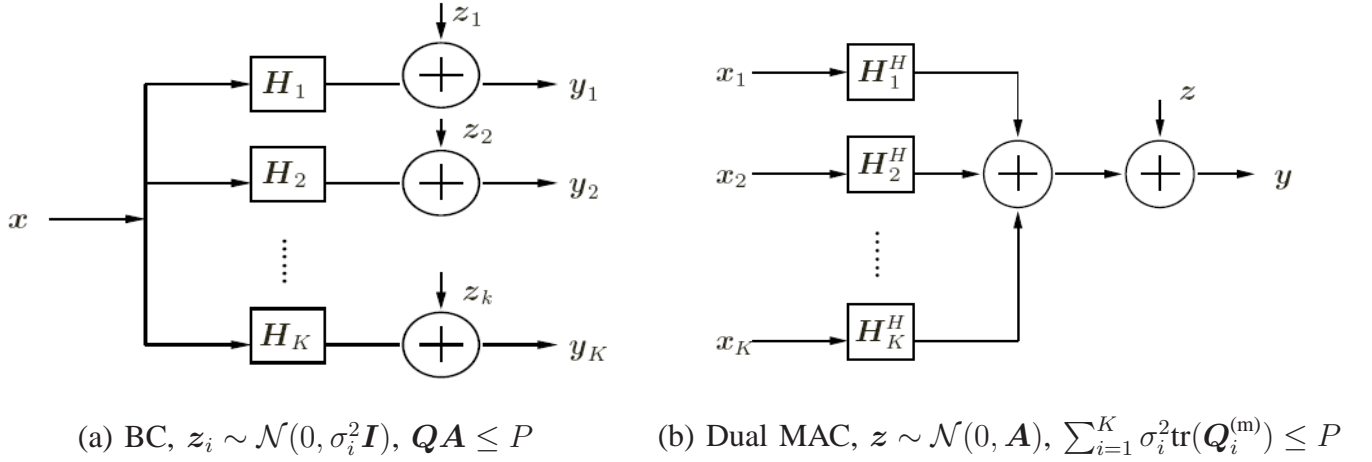 z_1
H_1
y_1
z_2
H_2
y_2
x
z_k
H_K
y_K
(a) BC, z_i ∼ N(0, σ_i^2 I), QA ≤ P
x_1
H_1^H
z
x_2
H_2^H
y
x_K
H_K^H
(b) Dual MAC, z ∼ N(0, A), ∑_{i=1}^{K} σ_i^2 tr(Q_i^{(m)}) ≤ P